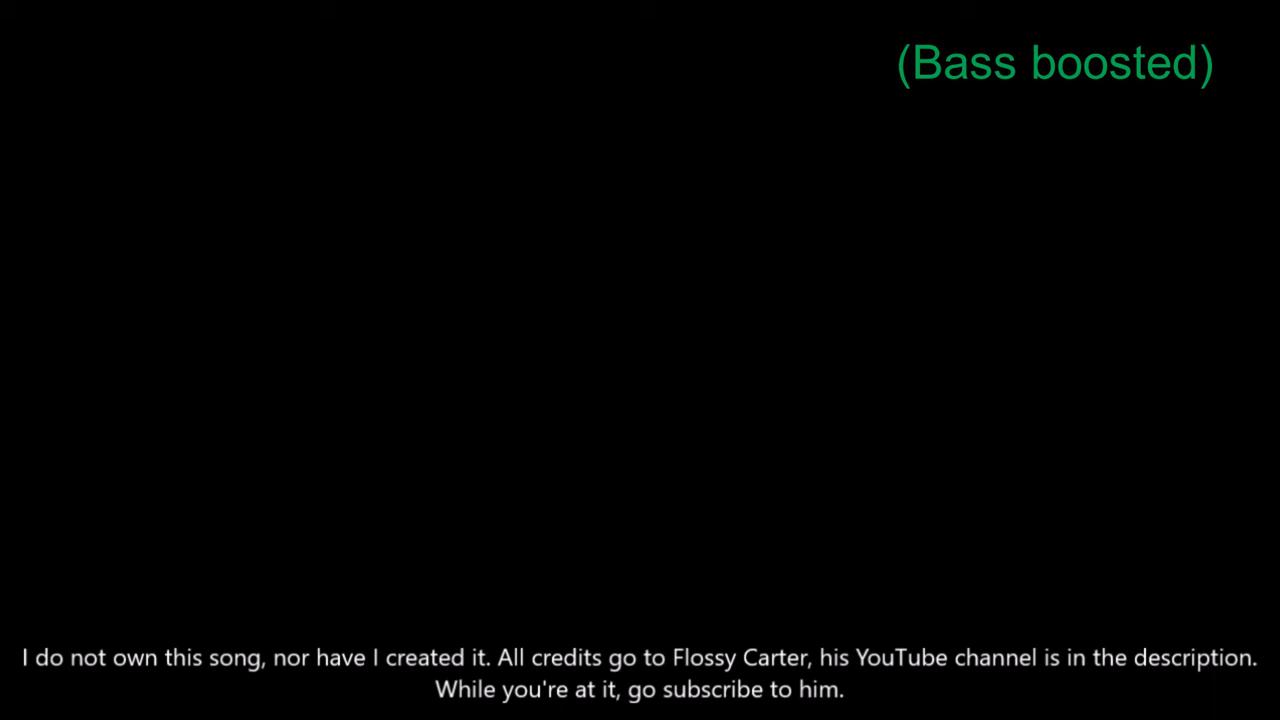 (Bass boosted)
I do not own this song, nor have I created it. All credits go to Flossy Carter, his YouTube channel is in the description.
While you're at it, go subscribe to him.